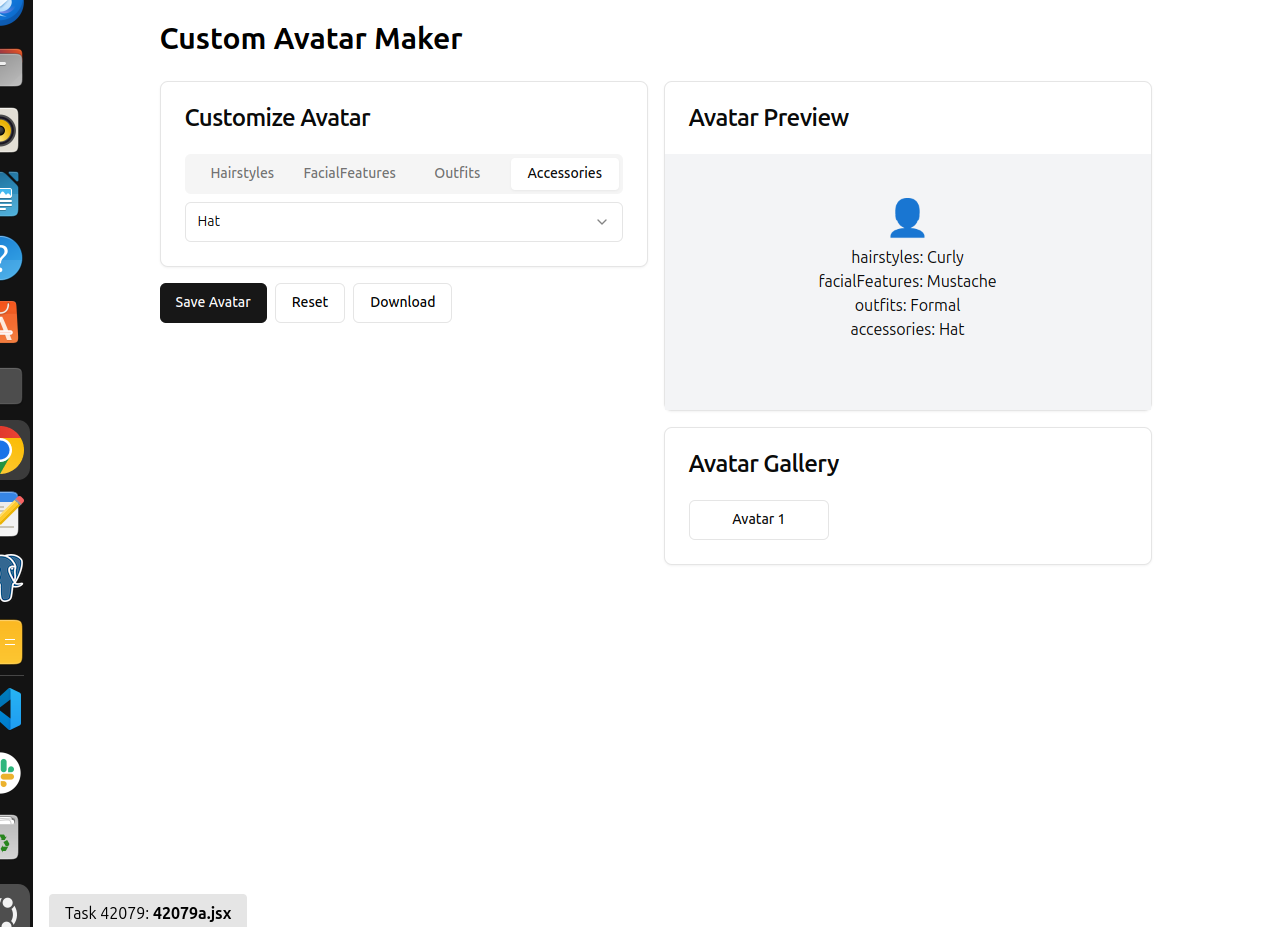 Custom Avatar Maker
Customize Avatar
Hairstyles FacialFeatures Outfits Accessories
Hat
Save Avatar Reset Download
Avatar Preview
hairstyles: Curly
facialFeatures: Mustache
outfits: Formal
accessories: Hat
Avatar Gallery
Avatar 1
Task 42079: 42079a.jsx